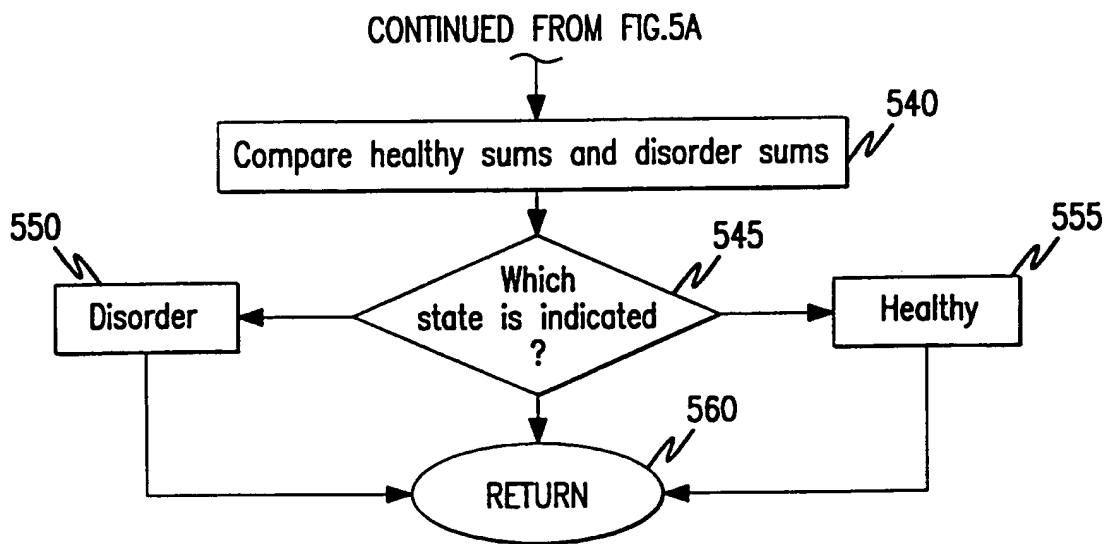 CONTINUED FROM FIG.5A
540
Compare healthy sums and disorder sums
550
545
555
Disorder
Which
state is indicated
?
Healthy
560
RETURN